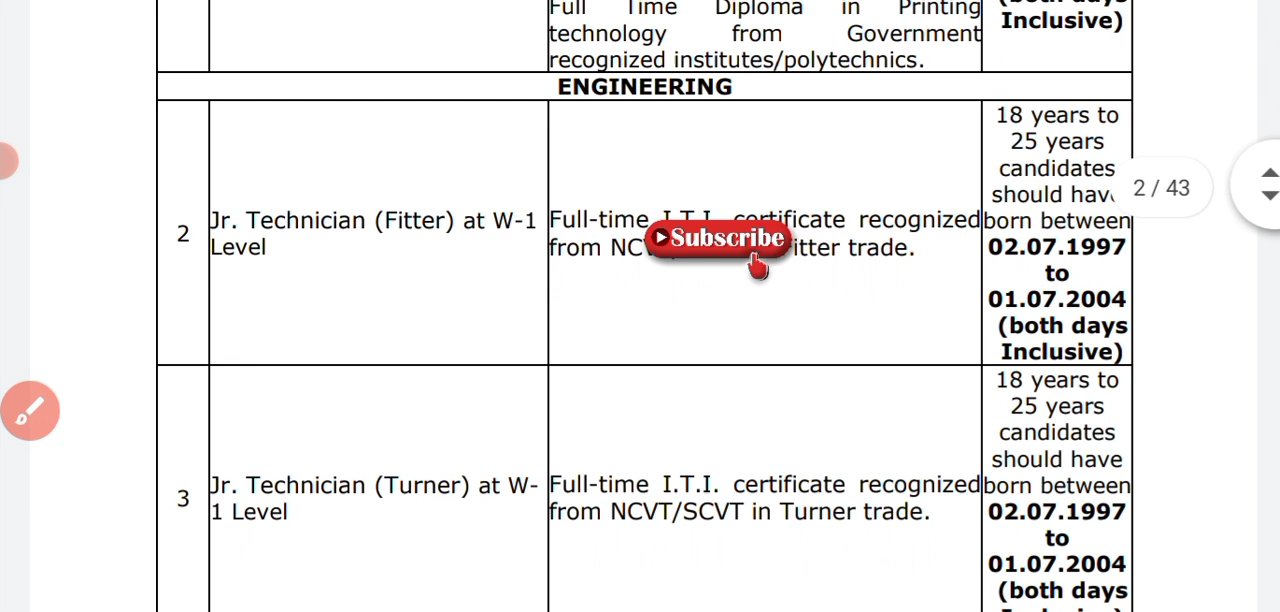 Full Time Diploma in Printing
technology from Government
recognized institutes/polytechnics.
Inclusive)
ENGINEERING
2
Jr. Technician (Fitter) at W-1
Level
Full-time I.T.I. certificate recognized
from itter trade.
Subscribe
18 years to
25 years
candidates
should have
born between
02.07.1997
to
01.07.2004
(both days
Inclusive)
2 / 43
3
Jr. Technician (Turner) at W-
1 Level
Full-time I.T.I. certificate recognized
from NCVT/SCVT in Turner trade.
18 years to
25 years
candidates
should have
born between
02.07.1997
to
01.07.2004
(both days